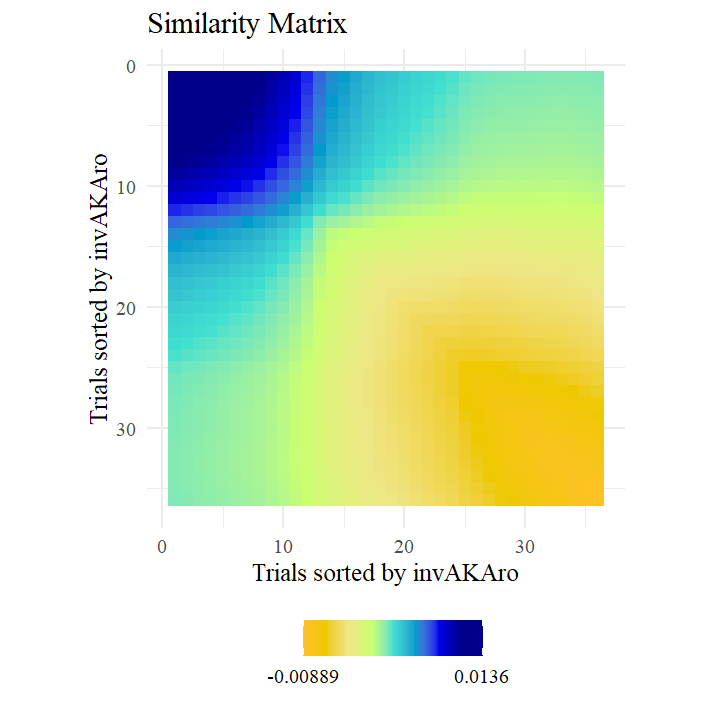 Similarity Matrix
0
10
20
30
Trials sorted by invAKAro
0 10 20 30
Trials sorted by invAKAro
-0.00889 0.0136